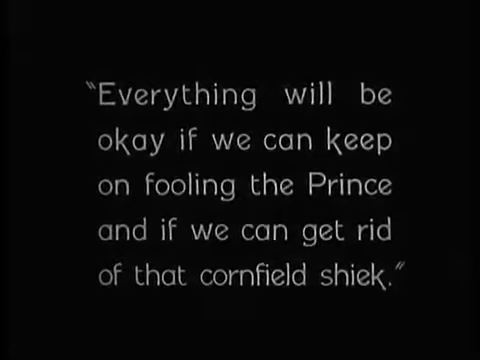 "Everything will be
okay if we can keep
on fooling the Prince
and if we can get rid
of that cornfield shiek."